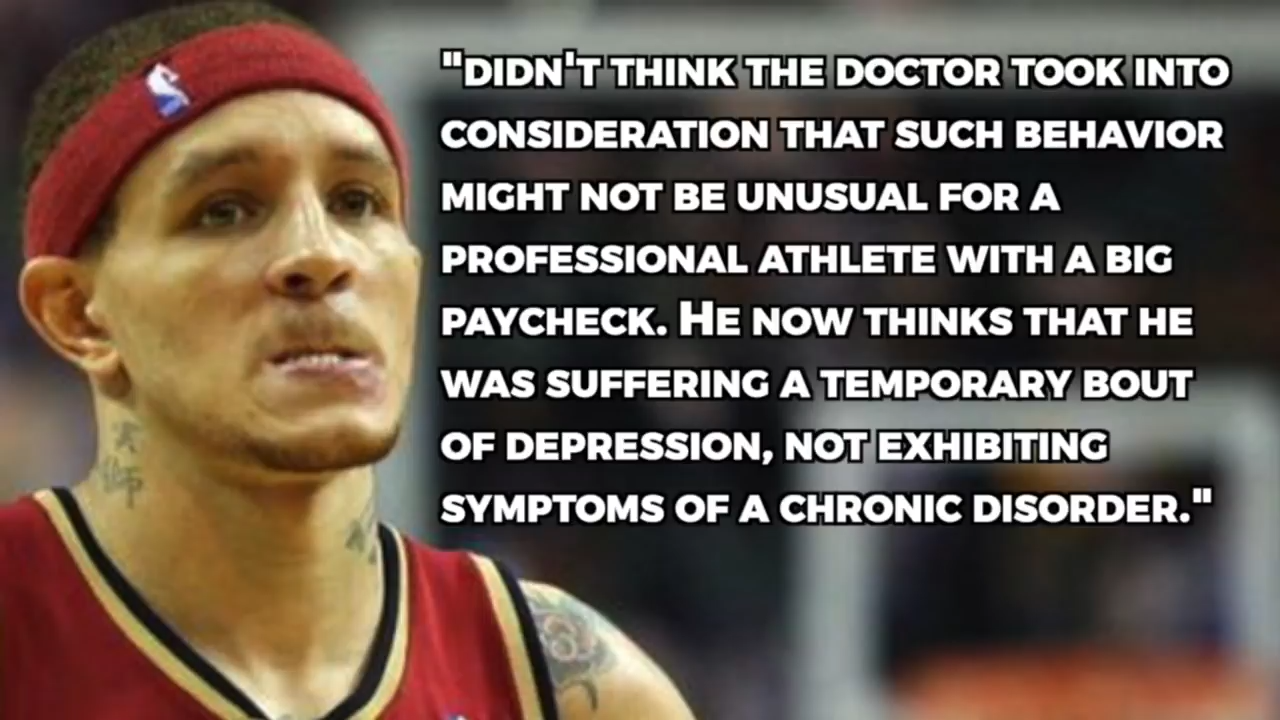 "DIDN'T THINK THE DOCTOR TOOK INTO
CONSIDERATION THAT SUCH BEHAVIOR
MIGHT NOT BE UNUSUAL FOR A
PROFESSIONAL ATHLETE WITH A BIG
PAYCHECK. HE NOW THINKS THAT HE
WAS SUFFERING A TEMPORARY BOUT
OF DEPRESSION, NOT EXHIBITING
SYMPTOMS OF A CHRONIC DISORDER."